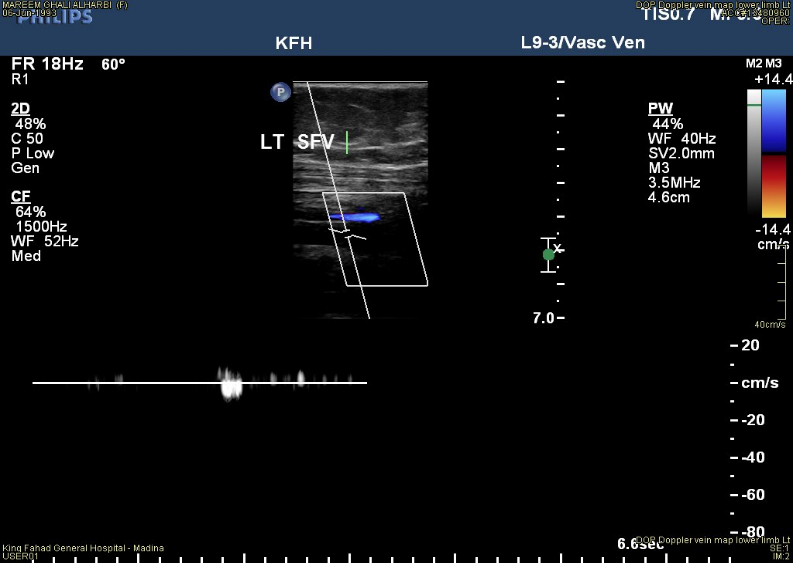 MAREEM GHALI ALHARBI (F)
06-Jun-1993
PHILIPS
DOP Doppler vein map lower limb Lt
TIS0.7
OPER:
KFH
L9-3/Vasc Ven
FR 18Hz 60°
R1
2D
48%
C 50
P Low
Gen
CF
64%
1500Hz
WF 52Hz
Med
P
LT SFV
x
7.0
PW
44%
WF 40Hz
SV2.0mm
M3
3.5MHz
4.6cm
M2 M3
+14.4
-14.4
cm/s
40cm/s
20
cm/s
-20
-40
-60
-80
6.6sec
King Fahad General Hospital - Madina
USER01
DOP Doppler vein map lower limb Lt
SE:1
IM:2